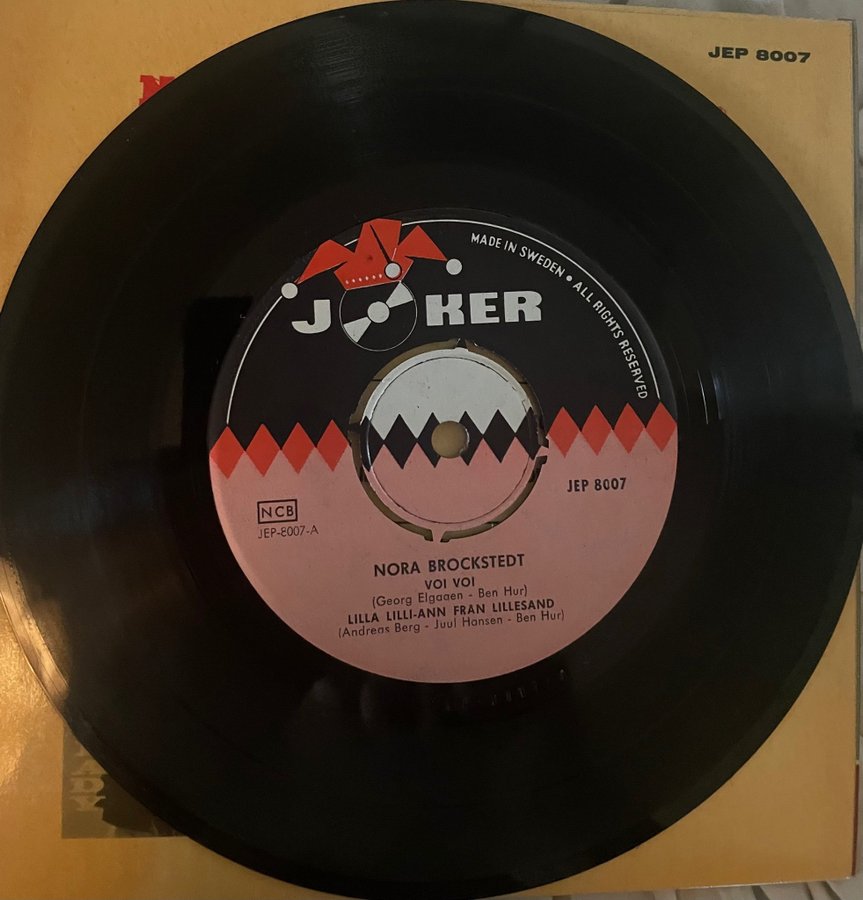 JEP 8007
N
JOKER
MADE IN SWEDEN • ALL RIGHTS RESERVED
JEP 8007
NCB
JEP-8007-A
NORA BROCKSTEDT
VOI VOI
(Georg Elgaaen - Ben Hur)
LILLA LILLI-ANN FRAN LILLESAND
(Andreas Berg - Juul Hansen - Ben Hur)
ADY